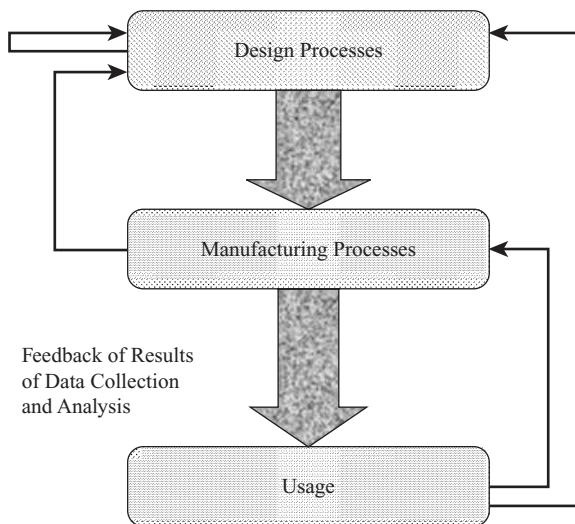 Design Processes
Manufacturing Processes
Feedback of Results
of Data Collection
and Analysis
Usage